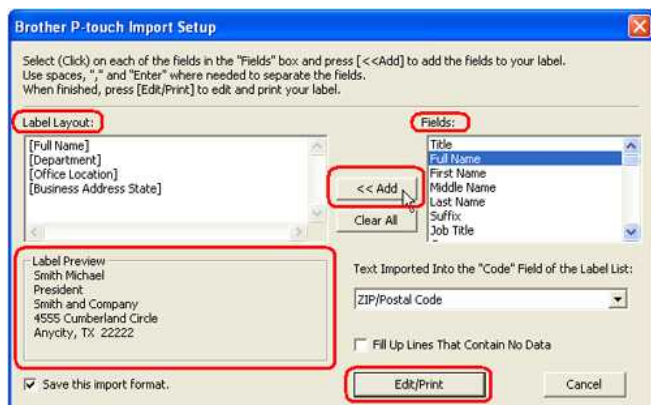 Brother P-touch Import Setup
Select (Click) on each of the fields in the "Fields" box and press [<<Add] to add the fields to your label.
Use spaces, "," and "Enter" where needed to separate the fields.
When finished, press [Edit/Print] to edit and print your label.
Label Layout:
[Full Name]
[Department]
[Office Location]
[Business Address State]
<< Add
Clear All
Fields:
Title
Full Name
First Name
Middle Name
Last Name
Suffix
Job Title
Label Preview
Smith Michael
President
Smith and Company
4555 Cumberland Circle
Anycity, TX 22222
Text Imported Into the "Code" Field of the Label List:
ZIP/Postal Code
Fill Up Lines That Contain No Data
Save this import format.
Edit/Print
Cancel